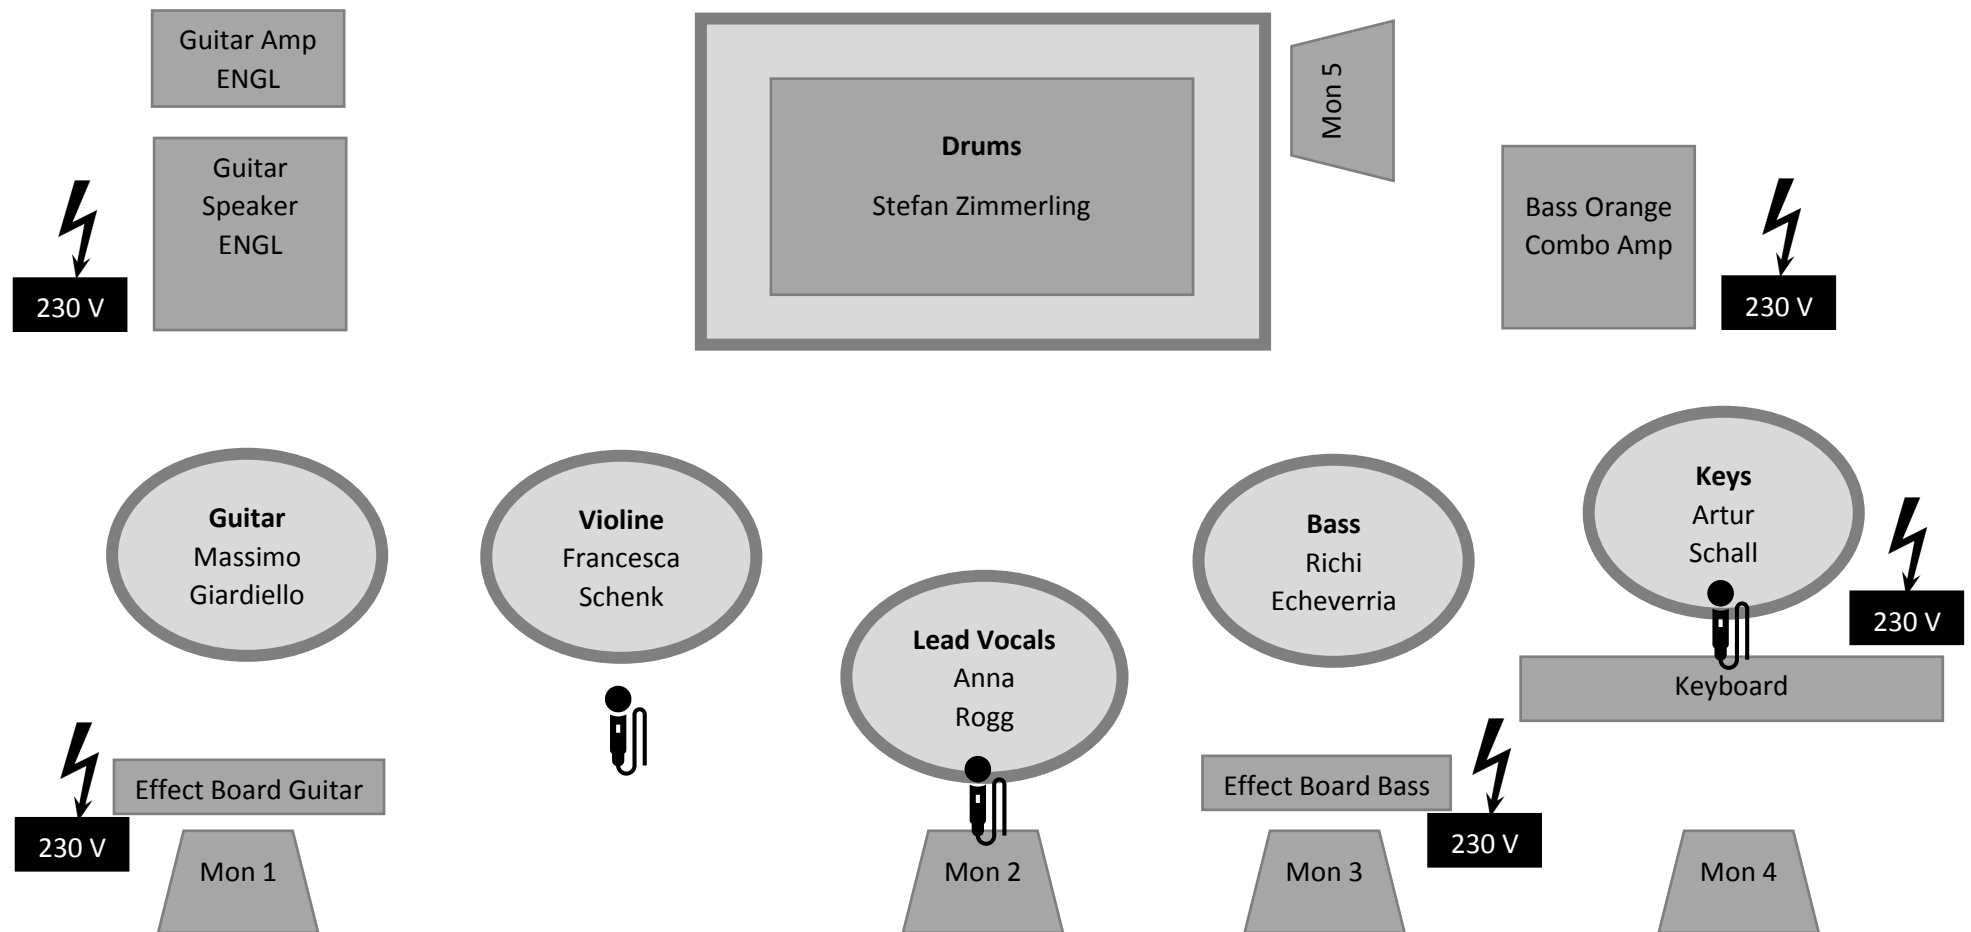 Guitar Amp
ENGL
Guitar
Speaker
ENGL
230 V
Drums
Stefan Zimmerling
Mon 5
Bass Orange
Combo Amp
230 V
Guitar
Massimo
Giardiello
Violine
Francesca
Schenk
Lead Vocals
Anna
Rogg
Bass
Richi
Echeverria
Keys
Artur
Schall
230 V
Keyboard
Effect Board Guitar
230 V
Effect Board Bass
230 V
Mon 1
Mon 2
Mon 3
Mon 4